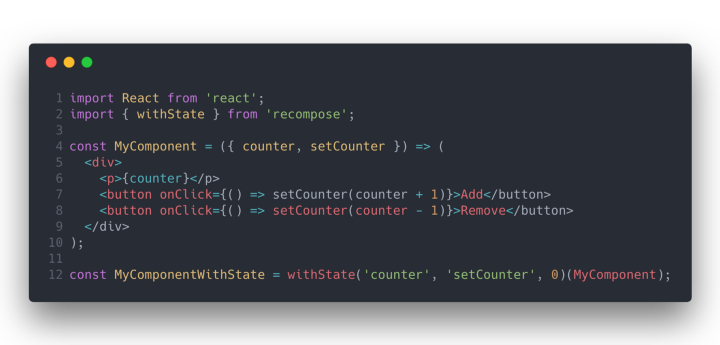 1 import React from 'react';
2 import { withState } from 'recompose';
3
4 const MyComponent = ({ counter, setCounter }) => (
5   <div>
6     <p>{counter}</p>
7     <button onClick={() => setCounter(counter + 1)}>Add</button>
8     <button onClick={() => setCounter(counter - 1)}>Remove</button>
9   </div>
10 );
11
12 const MyComponentWithState = withState('counter', 'setCounter', 0)(MyComponent);